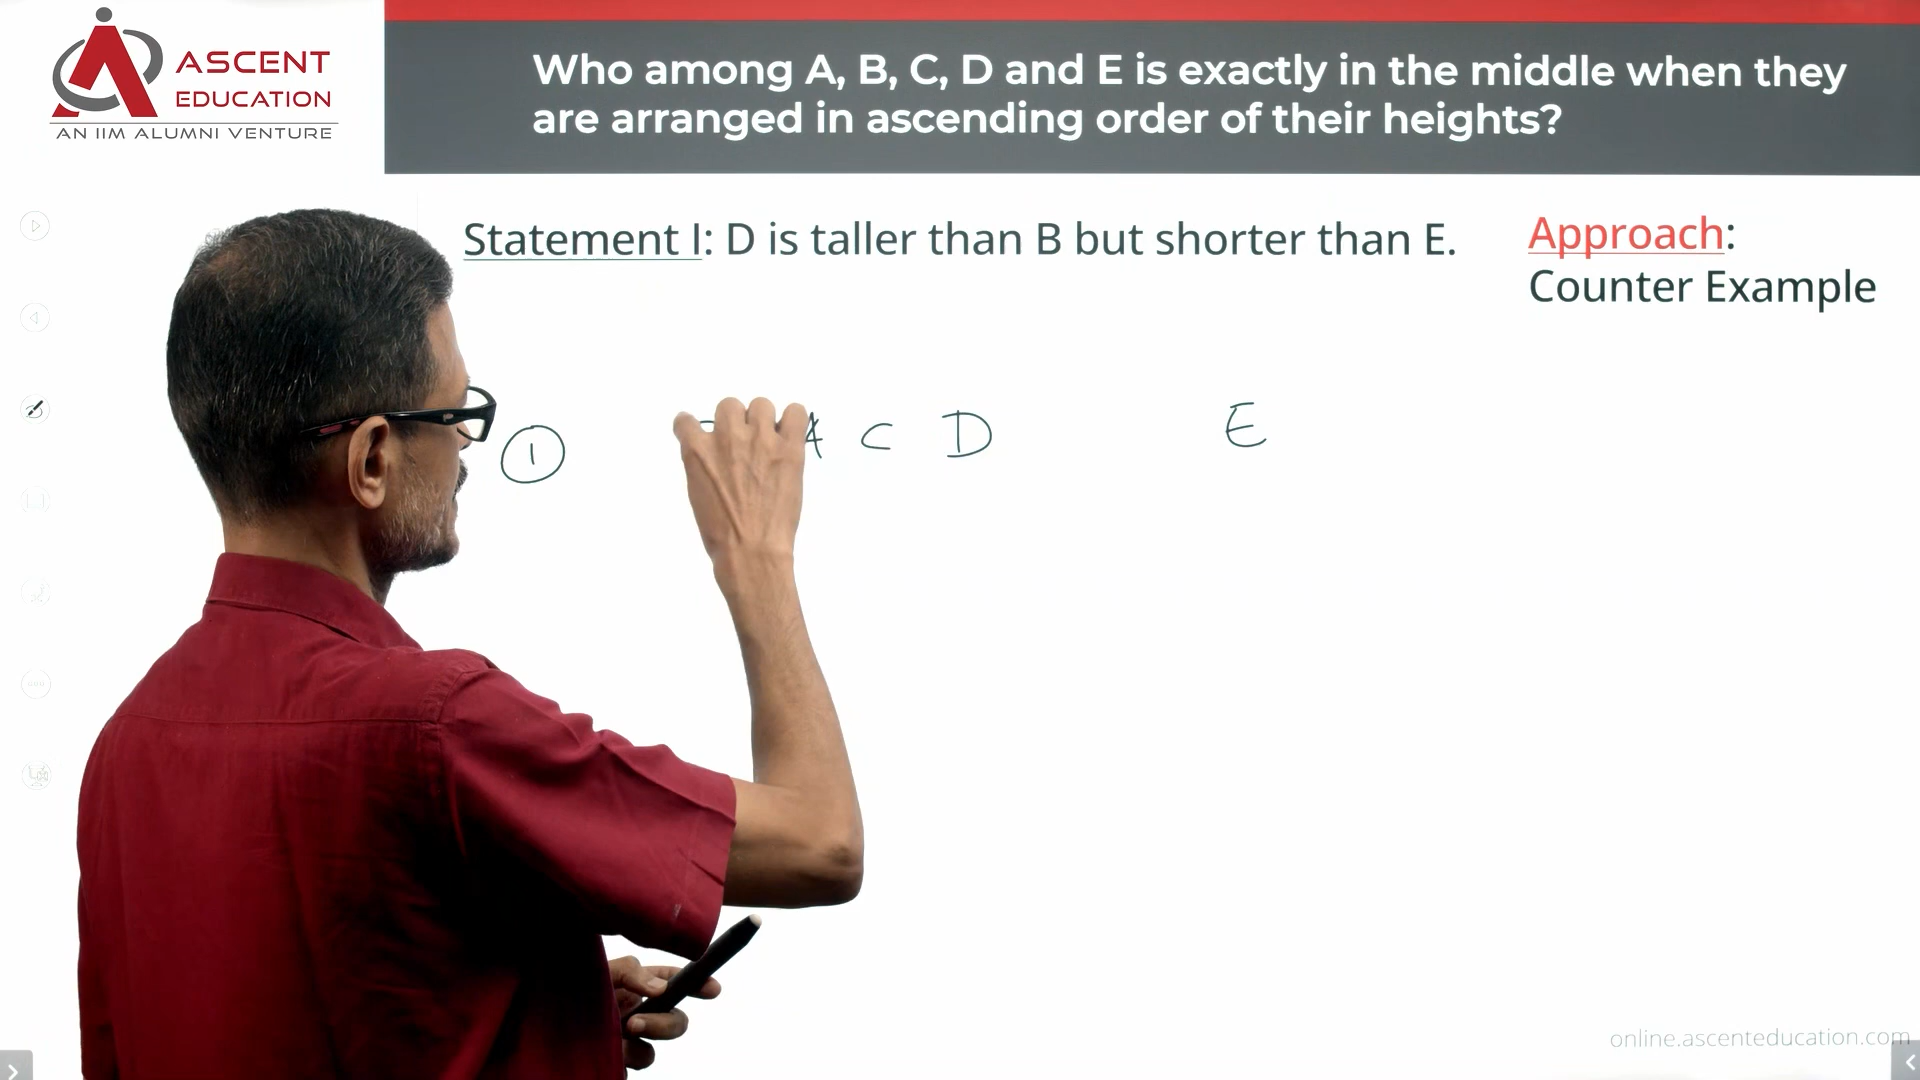 ASCENT
EDUCATION
AN IIM ALUMNI VENTURE
Who among A, B, C, D and E is exactly in the middle when they
are arranged in ascending order of their heights?
Statement I: D is taller than B but shorter than E.
Approach:
Counter Example
1 A C D E
online.ascenteducation.com